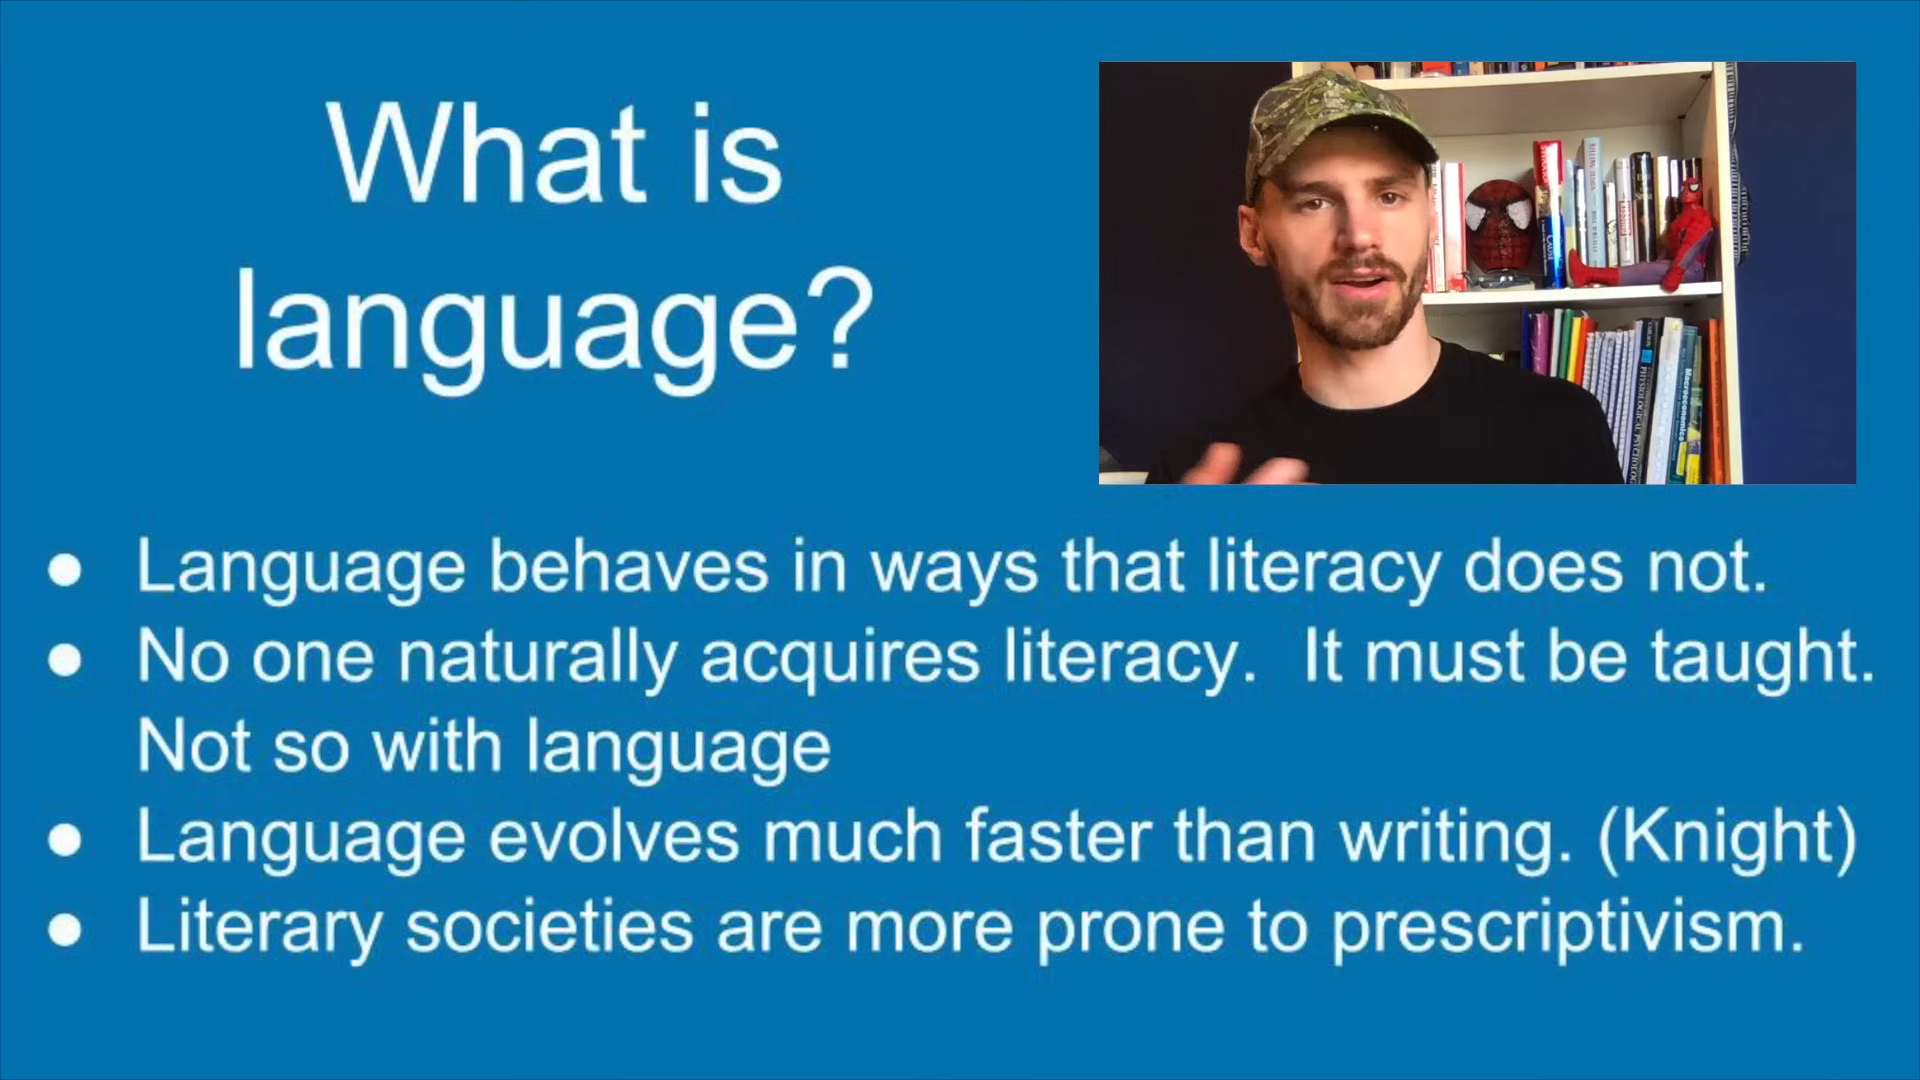 What is
language?
● Language behaves in ways that literacy does not.
● No one naturally acquires literacy.  It must be taught.
Not so with language
● Language evolves much faster than writing. (Knight)
● Literary societies are more prone to prescriptivism.
Macroeconomics